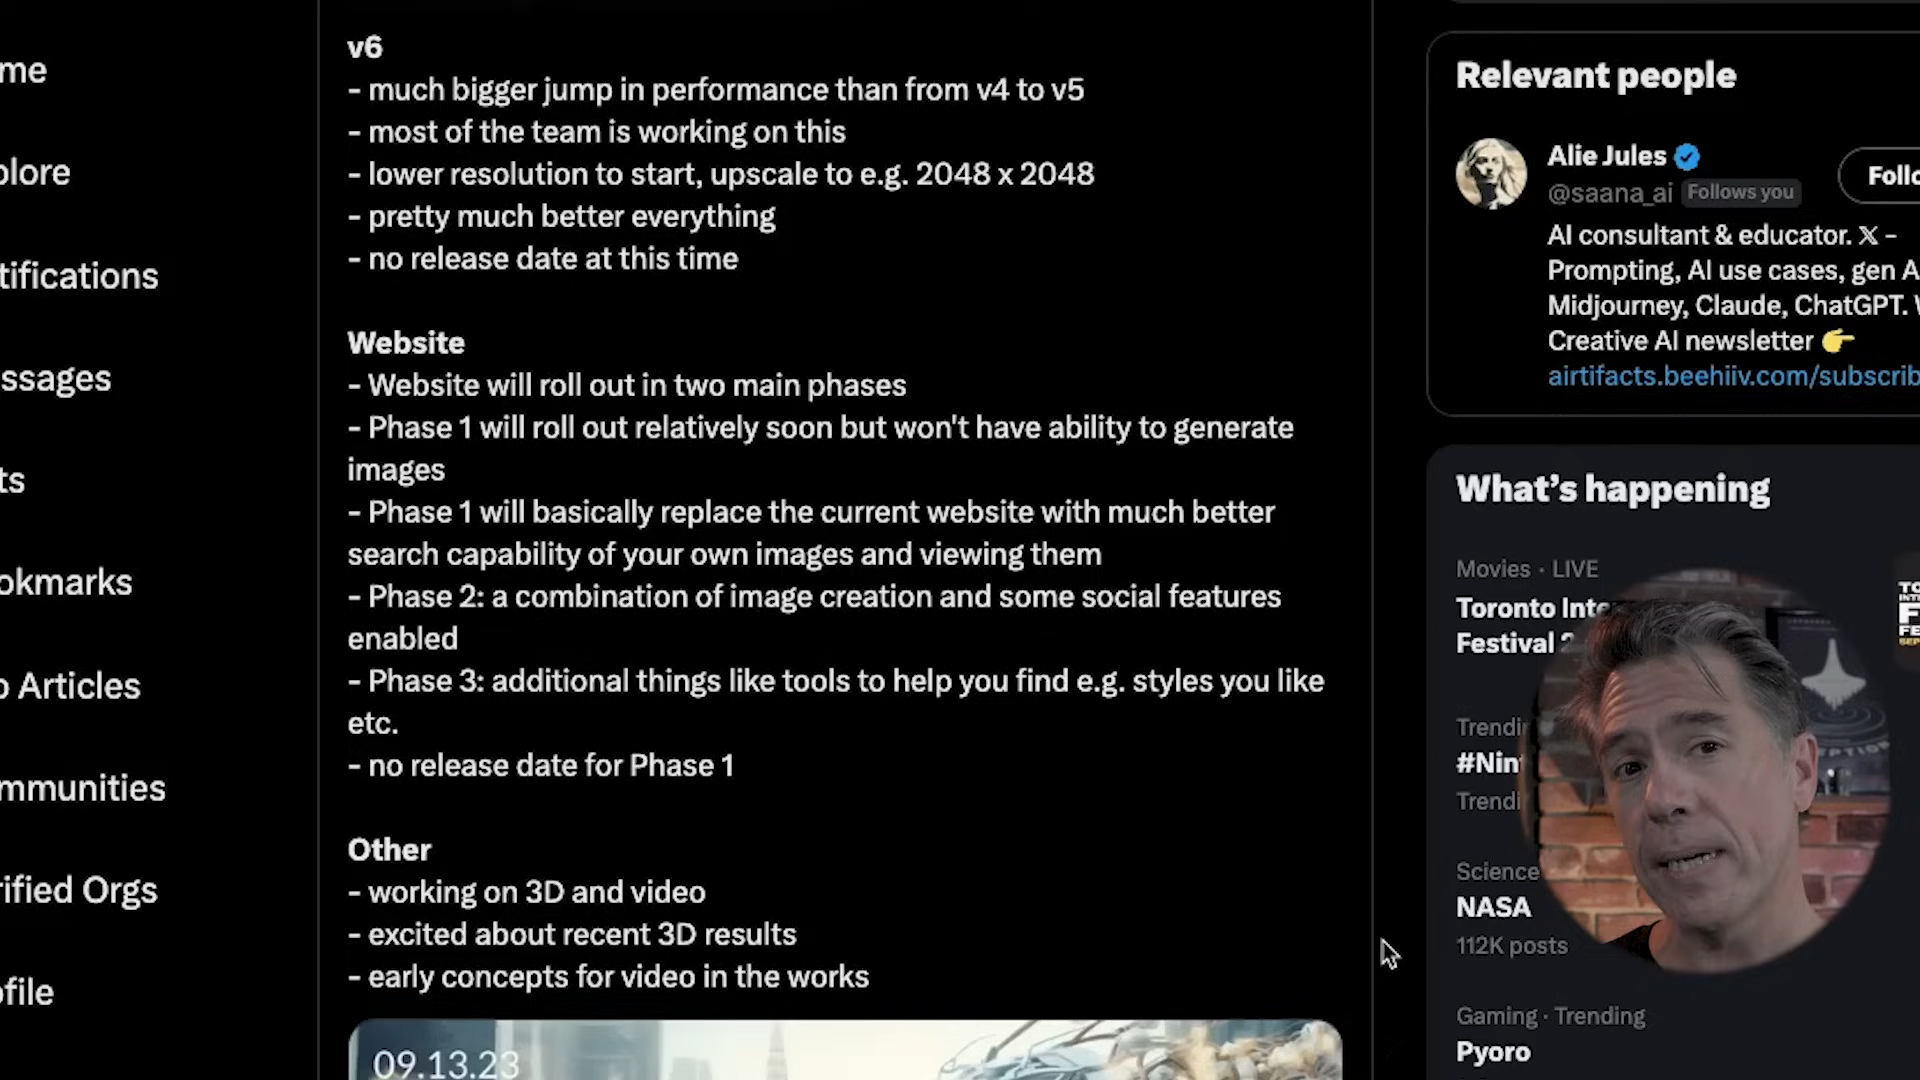 me
plore
tifications
ssages
ts
okmarks
p Articles
mmunities
rified Orgs
ofile
v6
- much bigger jump in performance than from v4 to v5
- most of the team is working on this
- lower resolution to start, upscale to e.g. 2048 x 2048
- pretty much better everything
- no release date at this time
Website
- Website will roll out in two main phases
- Phase 1 will roll out relatively soon but won't have ability to generate
images
- Phase 1 will basically replace the current website with much better
search capability of your own images and viewing them
- Phase 2: a combination of image creation and some social features
enabled
- Phase 3: additional things like tools to help you find e.g. styles you like
etc.
- no release date for Phase 1
Other
- working on 3D and video
- excited about recent 3D results
- early concepts for video in the works
09.13.23
Relevant people
Alie Jules
@saana_ai Follows you
Follo
AI consultant & educator. 𝕏 –
Prompting, AI use cases, gen A
Midjourney, Claude, ChatGPT. W
Creative AI newsletter 👉
airtifacts.beehiiv.com/subscrib
What’s happening
Movies · LIVE
Toronto Inte
Festival 2
Trendin
#Nint
Trendi
Science
NASA
112K posts
Gaming · Trending
Pyoro